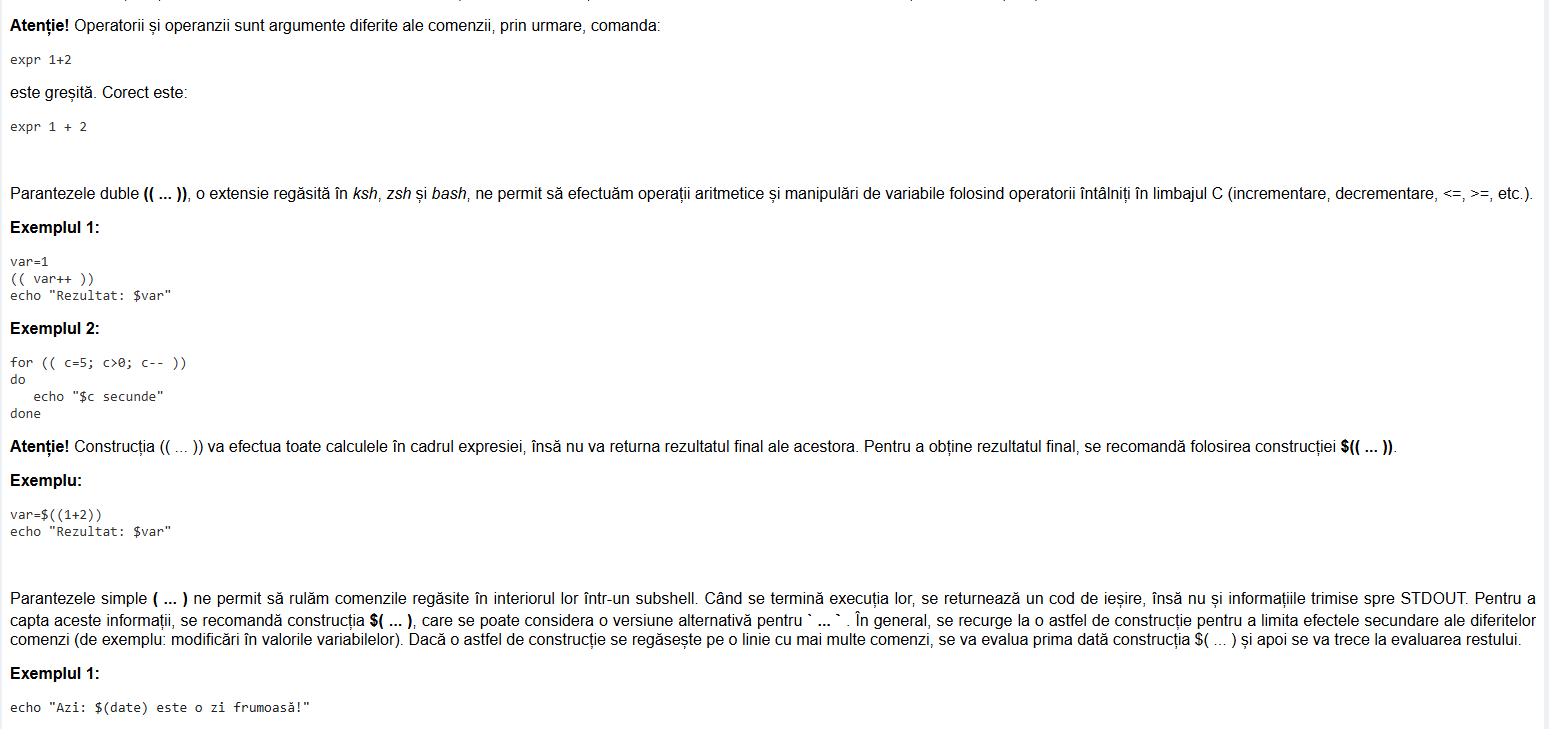 Atenție! Operatorii și operanzii sunt argumente diferite ale comenzii, prin urmare, comanda:
expr 1+2
este greșită. Corect este:
expr 1 + 2
Parantezele duble (( ... )), o extensie regăsită în ksh, zsh și bash, ne permit să efectuăm operații aritmetice și manipulări de variabile folosind operatorii întâlniți în limbajul C (incrementare, decrementare, <=, >=, etc.).
Exemplul 1:
var=1
(( var++ ))
echo "Rezultat: $var"
Exemplul 2:
for (( c=5; c>0; c-- ))
do
   echo "$c secunde"
done
Atenție! Construcția (( ... )) va efectua toate calculele în cadrul expresiei, însă nu va returna rezultatul final ale acestora. Pentru a obține rezultatul final, se recomandă folosirea construcției $(( ... )).
Exemplu:
var=$((1+2))
echo "Rezultat: $var"
Parantezele simple ( ... ) ne permit să rulăm comenzile regăsite în interiorul lor într-un subshell. Când se termină execuția lor, se returnează un cod de ieșire, însă nu și informațiile trimise spre STDOUT. Pentru a
capta aceste informații, se recomandă construcția $( ... ), care se poate considera o versiune alternativă pentru ` ... ` . În general, se recurge la o astfel de construcție pentru a limita efectele secundare ale diferitelor
comenzi (de exemplu: modificări în valorile variabilelor). Dacă o astfel de construcție se regăsește pe o linie cu mai multe comenzi, se va evalua prima dată construcția $( ... ) și apoi se va trece la evaluarea restului.
Exemplul 1:
echo "Azi: $(date) este o zi frumoasă!"